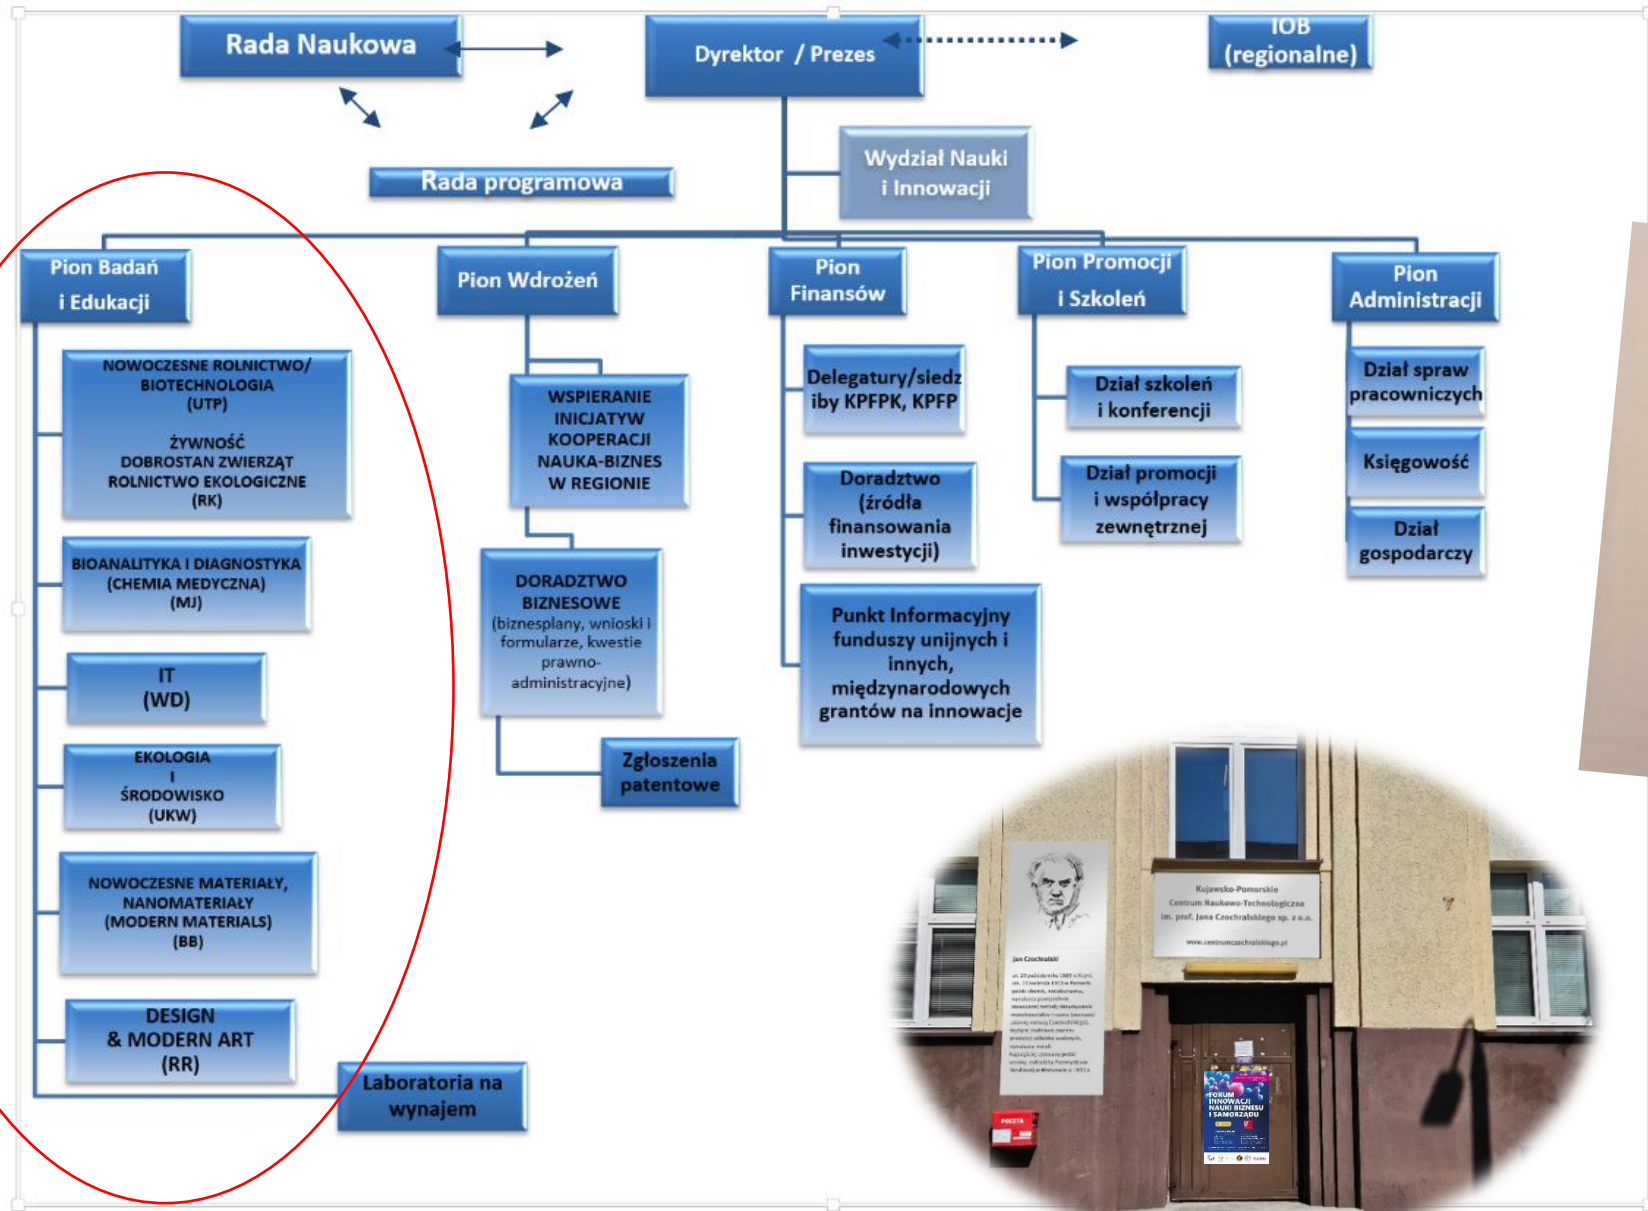 Rada Naukowa
Dyrektor / Prezes
IOB
(regionalne)
Wydział Nauki
i Innowacji
Rada programowa
Pion Badań
i Edukacji
NOWOCZESNE ROLNICTWO/
BIOTECHNOLOGIA
(UTP)
ŻYWNOŚĆ
DOBROSTAN ZWIERZĄT
ROLNICTWO EKOLOGICZNE
(RK)
BIOANALITYKA I DIAGNOSTYKA
(CHEMIA MEDYCZNA)
(MJ)
IT
(WD)
EKOLOGIA
I
ŚRODOWISKO
(UKW)
NOWOCZESNE MATERIAŁY,
NANOMATERIAŁY
(MODERN MATERIALS)
(BB)
DESIGN
& MODERN ART
(RR)
Laboratoria na
wynajem
Pion Wdrożeń
WSPIERANIE
INICJATYW
KOOPERACJI
NAUKA-BIZNES
W REGIONIE
DORADZTWO
BIZNESOWE
(biznesplany, wnioski i
formularze, kwestie
prawno-
administracyjne)
Zgłoszenia
patentowe
Pion
Finansów
Delegatury/siedz
iby KPFPK, KPFP
Doradztwo
(źródła
finansowania
inwestycji)
Punkt Informacyjny
funduszy unijnych i
innych,
międzynarodowych
grantów na innowacje
Pion Promocji
i Szkoleń
Dział szkoleń
i konferencji
Dział promocji
i współpracy
zewnętrznej
Pion
Administracji
Dział spraw
pracowniczych
Księgowość
Dział
gospodarczy
Kujawsko-Pomorskie
Centrum Naukowo-Technologiczne
im. prof. Jana Czochralskiego sp. z o.o.
www.centrumczochralskiego.pl
Jan Czochralski
POCZTA
FORUM
INNOWACJI
NAUKI BIZNESU
I SAMORZĄDU